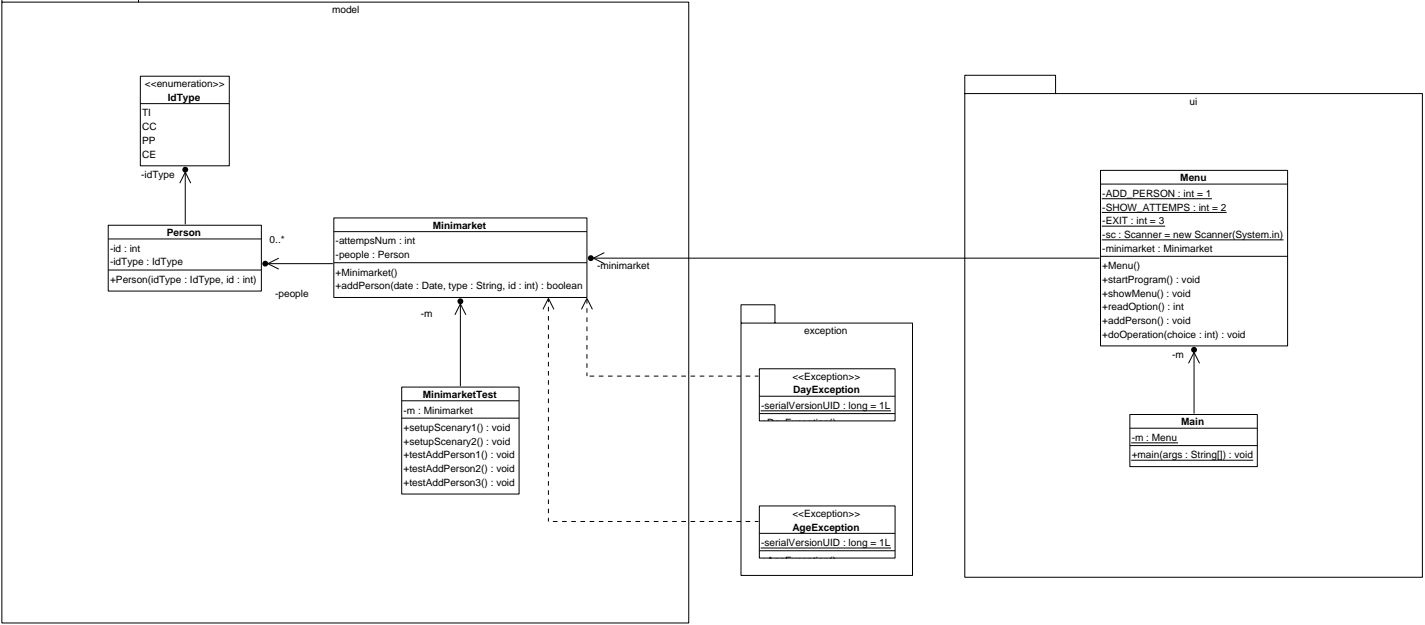 model
<<enumeration>>
IdType
TI
CC
PP
CE
-idType
Person
-id : int
-idType : IdType
+Person(idType : IdType, id : int)
0..*
-people
Minimarket
-attempsNum : int
-people : Person
+Minimarket()
+addPerson(date : Date, type : String, id : int) : boolean
-m
MinimarketTest
-m : Minimarket
+setupScenary1() : void
+setupScenary2() : void
+testAddPerson1() : void
+testAddPerson2() : void
+testAddPerson3() : void
-minimarket
exception
<<Exception>>
DayException
-serialVersionUID : long = 1L
<<Exception>>
AgeException
-serialVersionUID : long = 1L
ui
Menu
-ADD_PERSON : int = 1
-SHOW_ATTEMPS : int = 2
-EXIT : int = 3
-sc : Scanner = new Scanner(System.in)
-minimarket : Minimarket
+Menu()
+startProgram() : void
+showMenu() : void
+readOption() : int
+addPerson() : void
+doOperation(choice : int) : void
-m
Main
-m : Menu
+main(args : String[]) : void